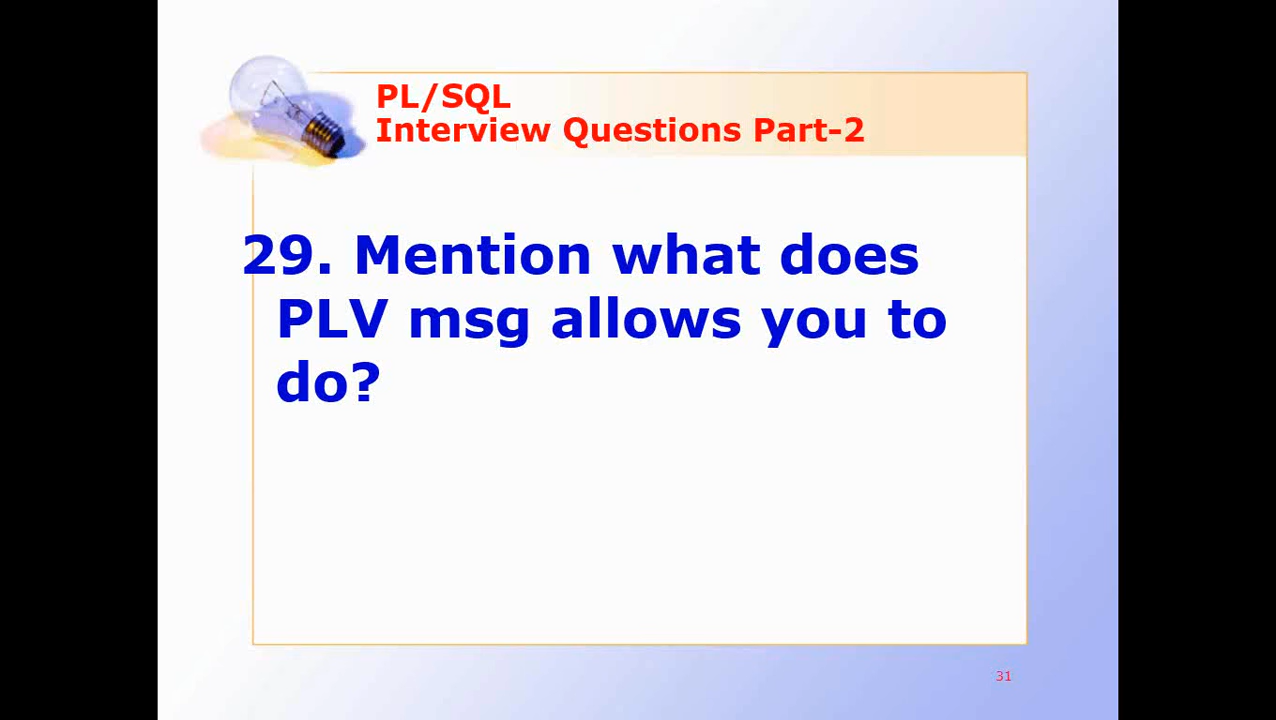 PL/SQL
Interview Questions Part-2
29. Mention what does
PLV msg allows you to
do?
31